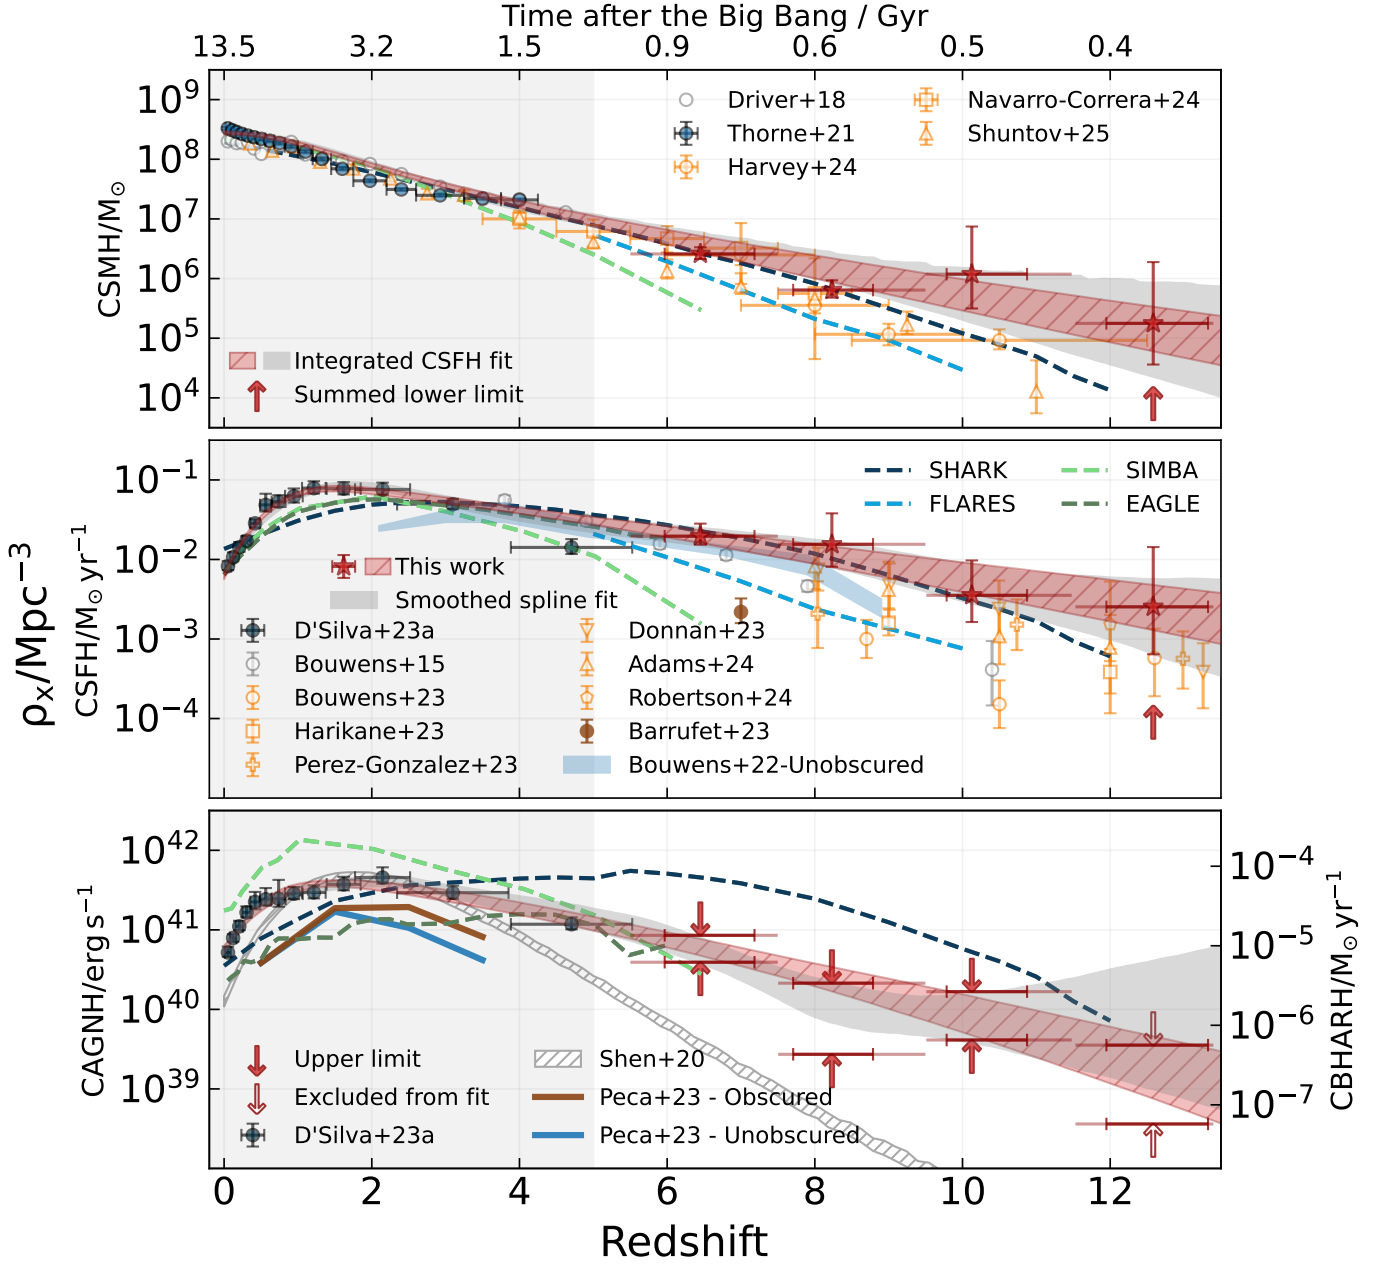 Time after the Big Bang / Gyr
13.5 3.2 1.5 0.9 0.6 0.5 0.4
CSMH/M⊙
10⁹
10⁸
10⁷
10⁶
10⁵
10⁴
Driver+18
Thorne+21
Harvey+24
Navarro-Correra+24
Shuntov+25
Integrated CSFH fit
Summed lower limit
ρx/Mpc⁻³
CSFH/M⊙yr⁻¹
10⁻¹
10⁻²
10⁻³
10⁻⁴
SHARK
FLARES
SIMBA
EAGLE
This work
Smoothed spline fit
D'Silva+23a
Bouwens+15
Bouwens+23
Harikane+23
Perez-Gonzalez+23
Donnan+23
Adams+24
Robertson+24
Barrufet+23
Bouwens+22-Unobscured
CAGNH/erg s⁻¹
10⁴²
10⁴¹
10⁴⁰
10³⁹
CBHARH/M⊙ yr⁻¹
10⁻⁴
10⁻⁵
10⁻⁶
10⁻⁷
Upper limit
Excluded from fit
D'Silva+23a
Shen+20
Peca+23 - Obscured
Peca+23 - Unobscured
0 2 4 6 8 10 12
Redshift